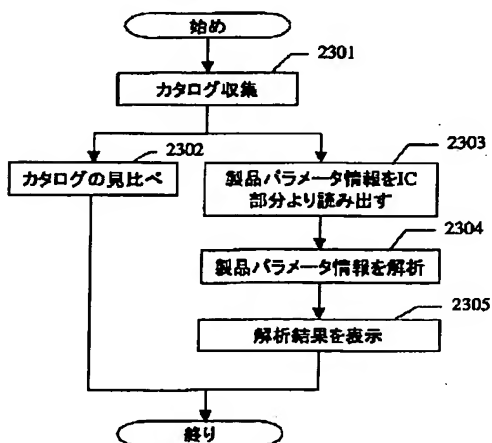 始め
2301
カタログ収集
2302
2303
カタログの見比べ
製品パラメータ情報をIC
部分より読み出す
2304
製品パラメータ情報を解析
2305
解析結果を表示
終り